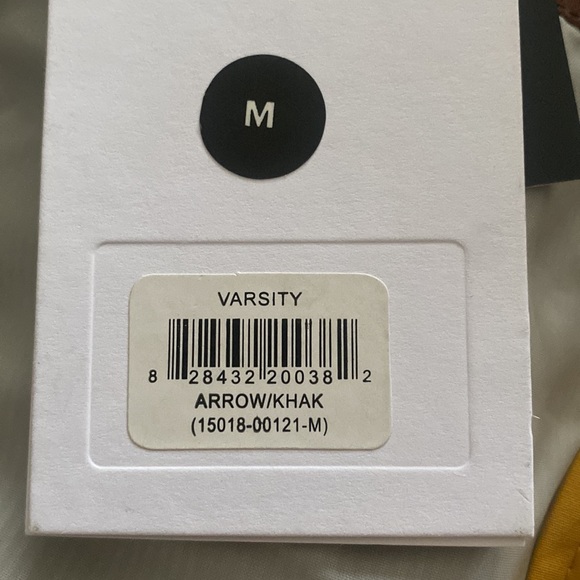 M
VARSITY
8 28432 20038 2
ARROW/KHAK
(15018-00121-M)